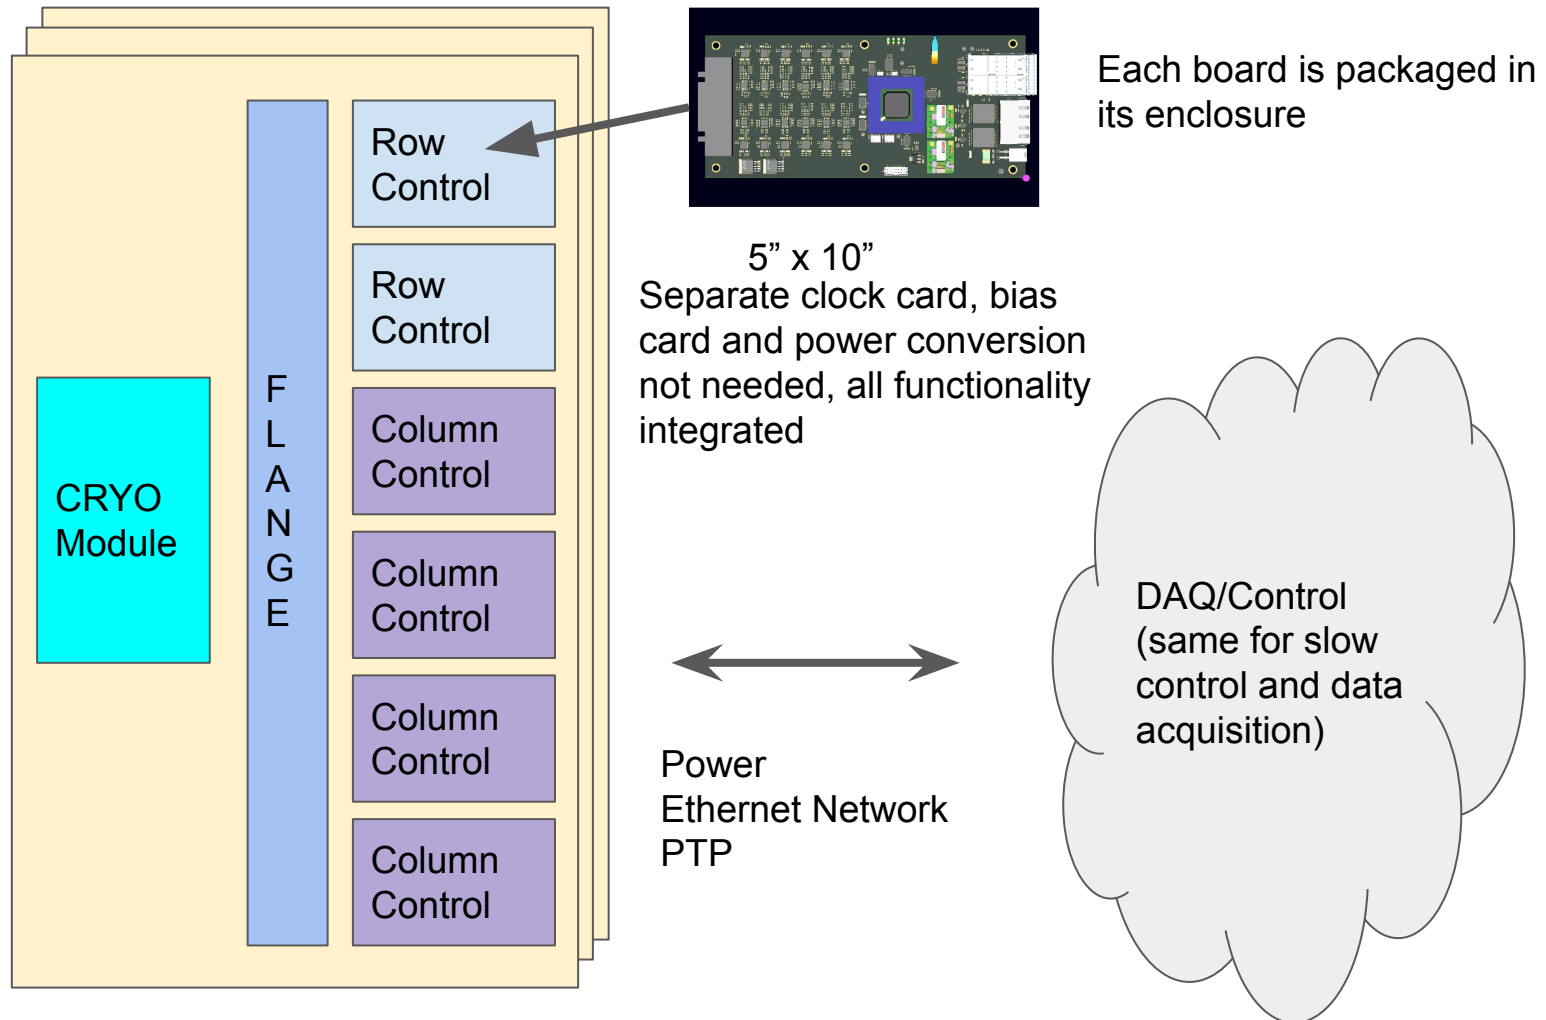 Row
Control
Row
Control
Column
Control
Column
Control
Column
Control
Column
Control
F
L
A
N
G
E
CRYO
Module
Each board is packaged in
its enclosure
5” x 10”
Separate clock card, bias
card and power conversion
not needed, all functionality
integrated
Power
Ethernet Network
PTP
DAQ/Control
(same for slow
control and data
acquisition)